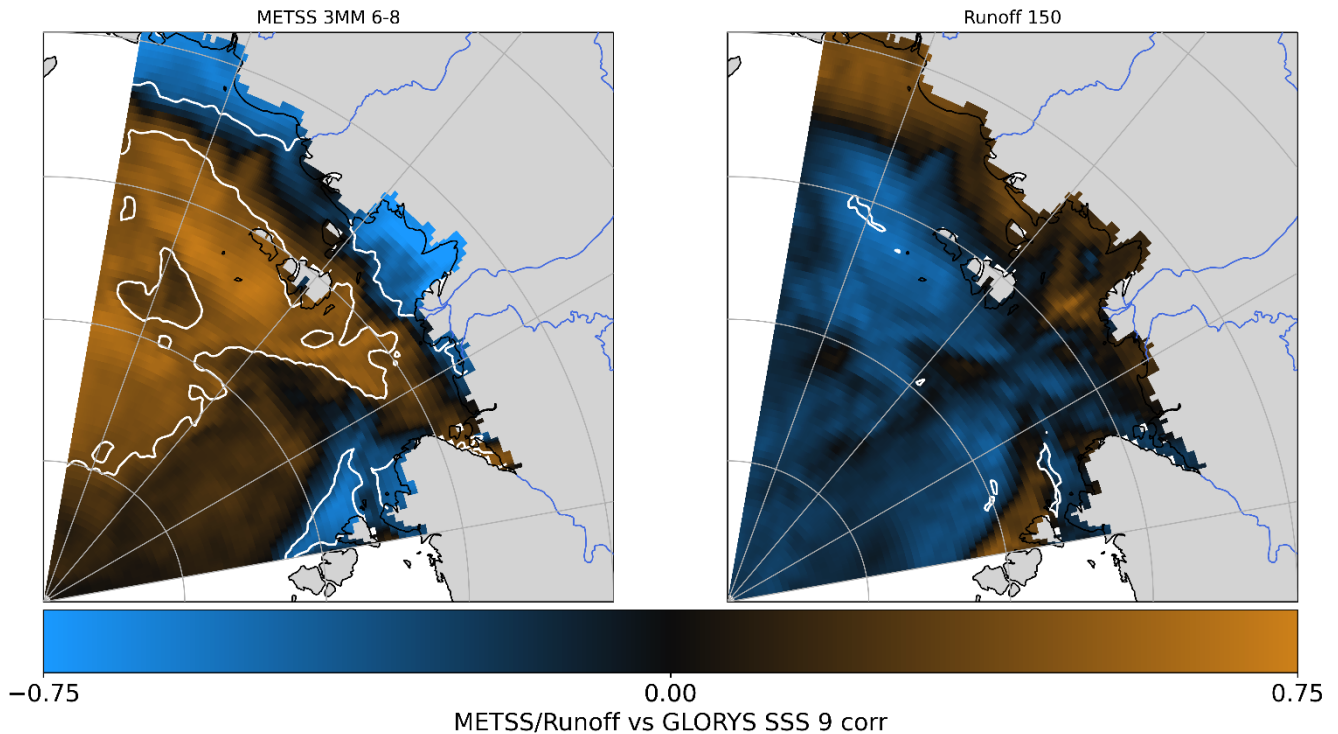 METSS 3MM 6-8
Runoff 150
−0.75
0.00
0.75
METSS/Runoff vs GLORYS SSS 9 corr